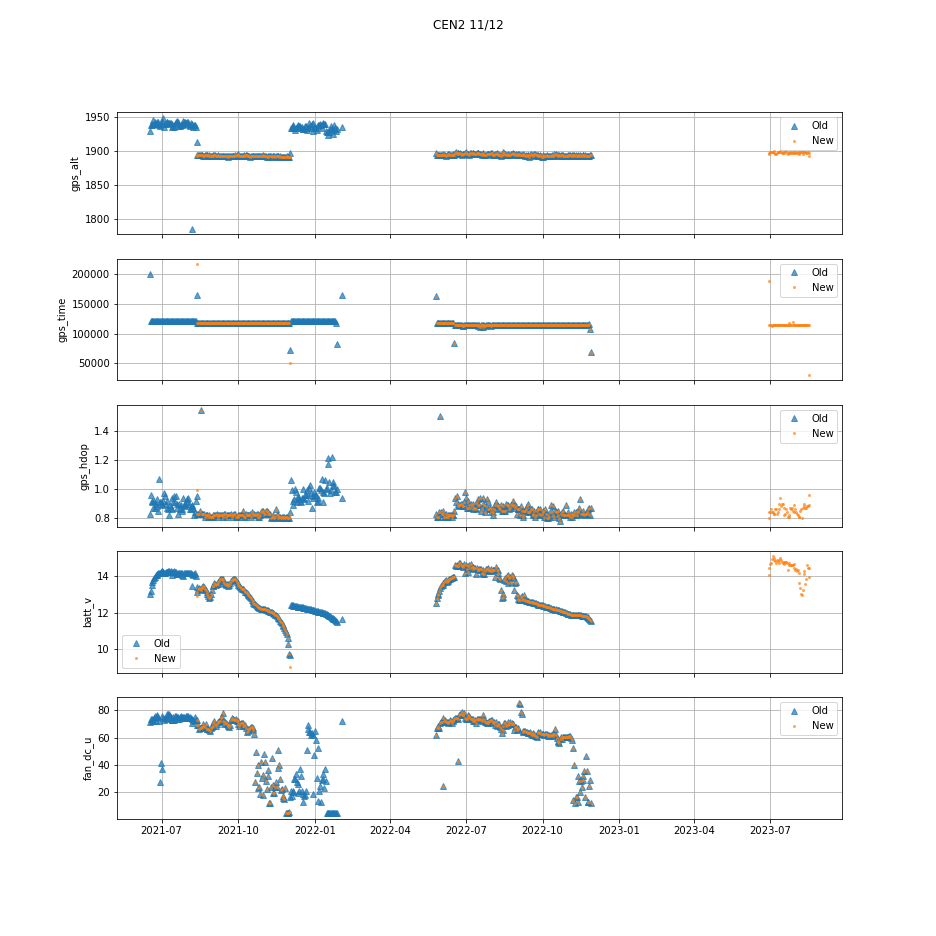 CEN2 11/12
1950
1900
1850
1800
gps_alt
Old
New
200000
150000
100000
50000
gps_time
Old
New
1.4
1.2
1.0
0.8
gps_hdop
Old
New
14
12
10
batt_v
Old
New
80
60
40
20
fan_dc_u
Old
New
2021-07 2021-10 2022-01 2022-04 2022-07 2022-10 2023-01 2023-04 2023-07